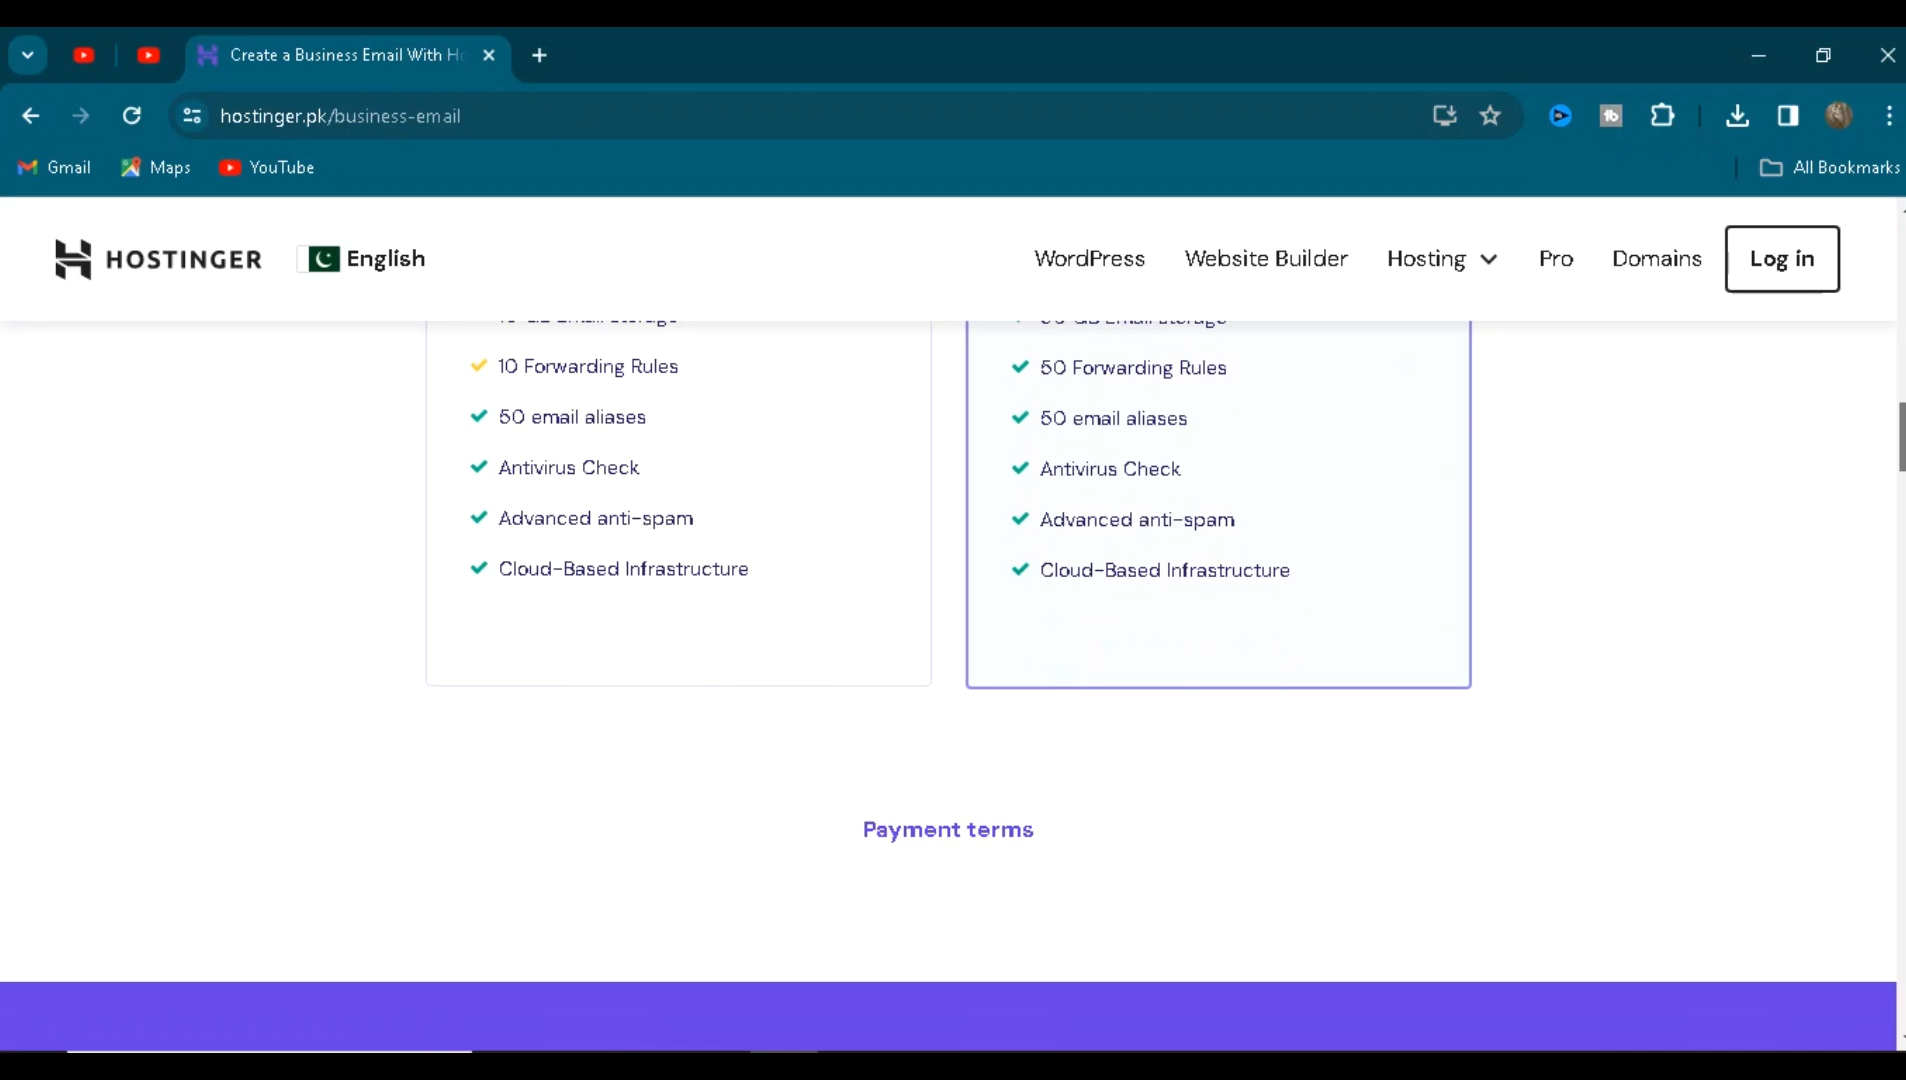 Create a Business Email With Ho
hostinger.pk/business-email
Gmail
Maps
YouTube
All Bookmarks
HOSTINGER
English
WordPress
Website Builder
Hosting
Pro
Domains
Log in
10 Forwarding Rules
50 email aliases
Antivirus Check
Advanced anti-spam
Cloud-Based Infrastructure
50 Forwarding Rules
50 email aliases
Antivirus Check
Advanced anti-spam
Cloud-Based Infrastructure
Payment terms